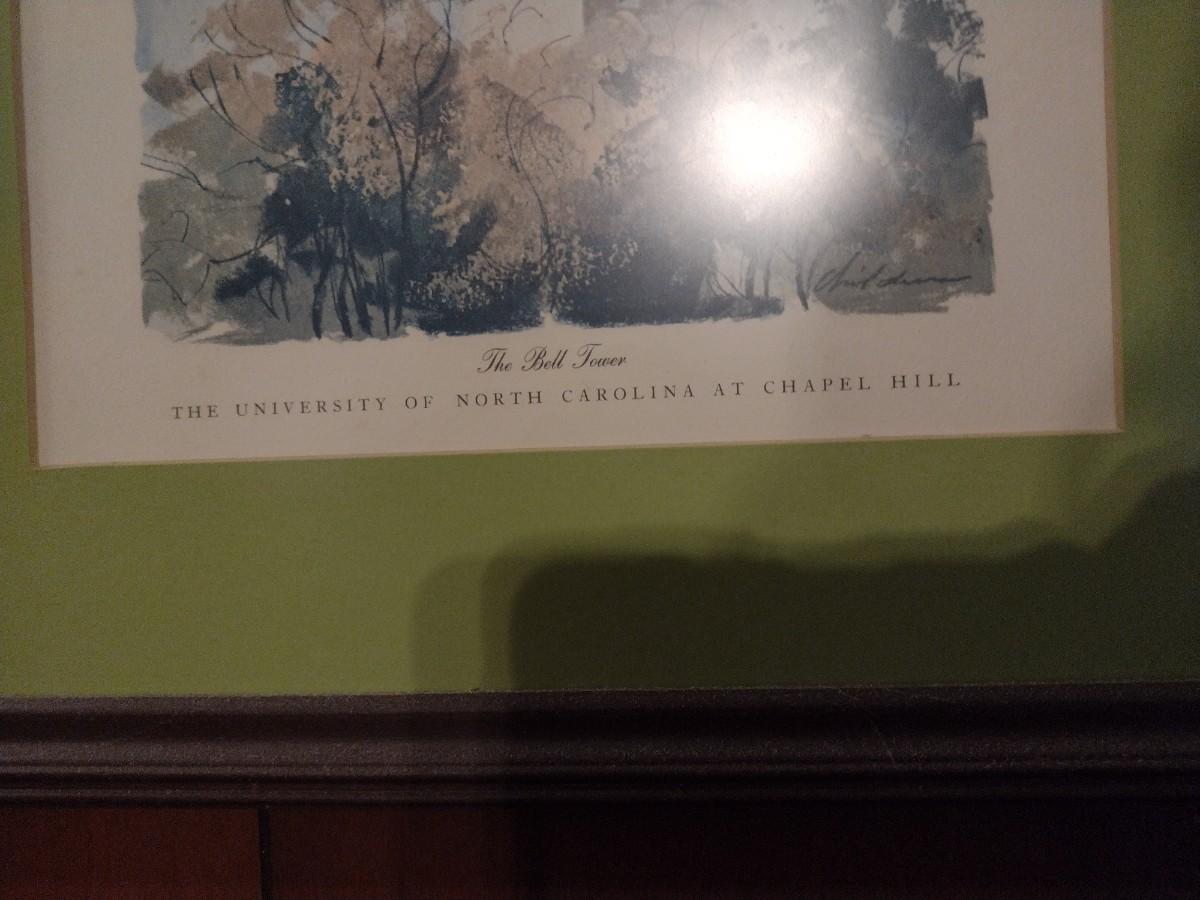 The Bell Tower
THE UNIVERSITY OF NORTH CAROLINA AT CHAPEL HILL